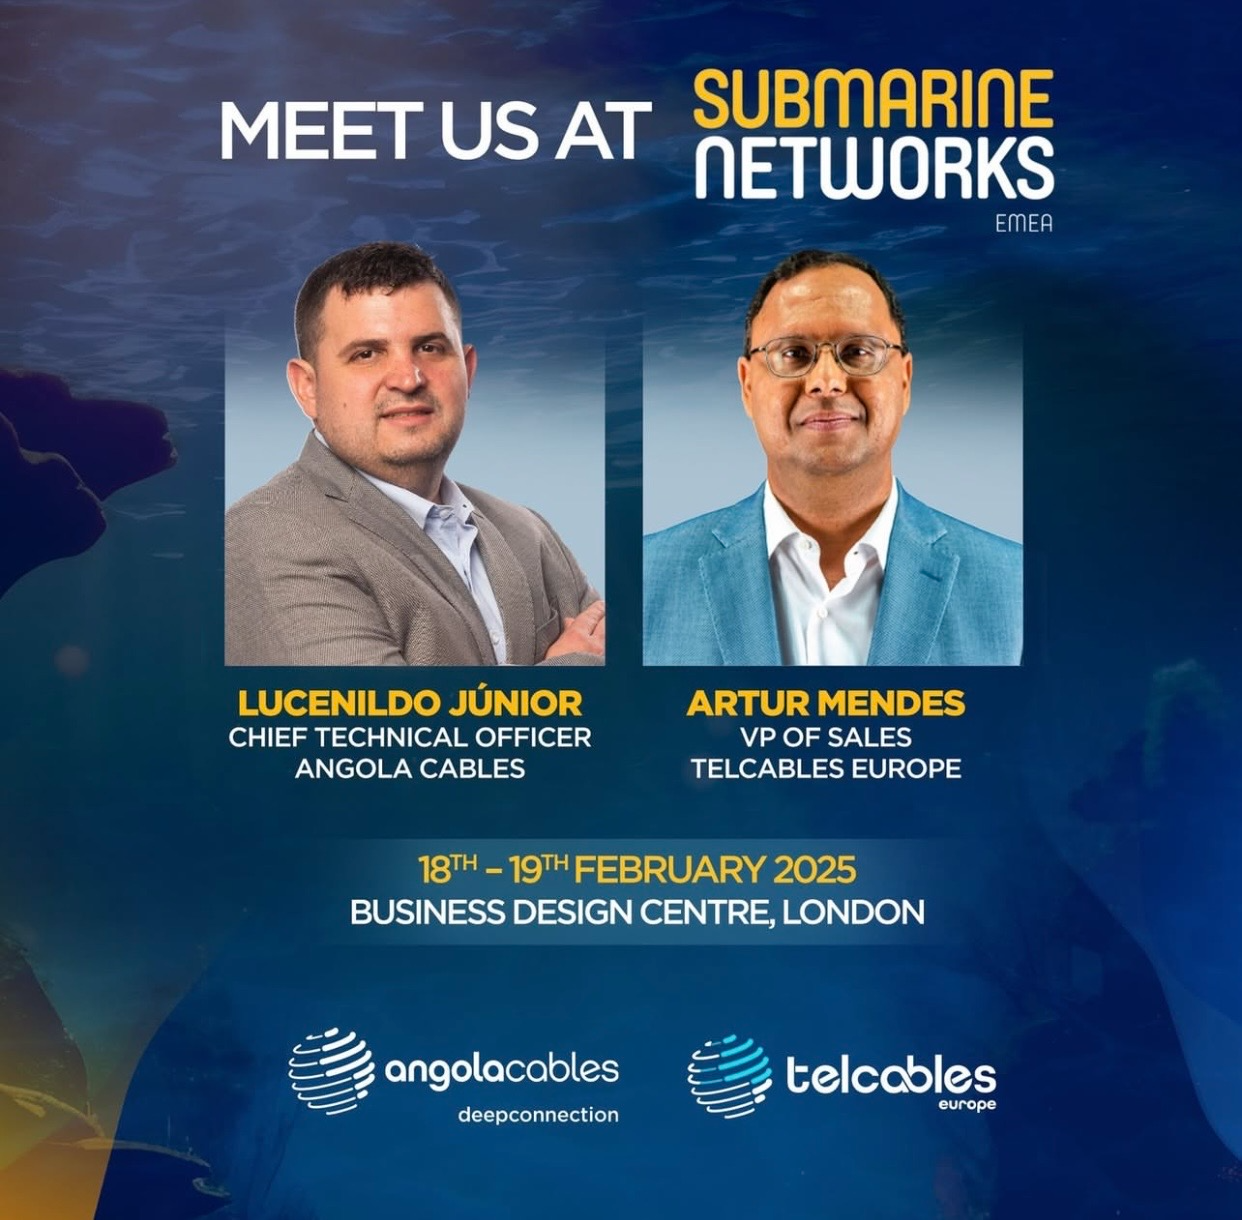 MEET US AT
SUBMARINE
NETWORKS
EMEA
LUCENILDO JÚNIOR
CHIEF TECHNICAL OFFICER
ANGOLA CABLES
ARTUR MENDES
VP OF SALES
TELCABLES EUROPE
18TH – 19TH FEBRUARY 2025
BUSINESS DESIGN CENTRE, LONDON
angolacables
deepconnection
telcables
europe